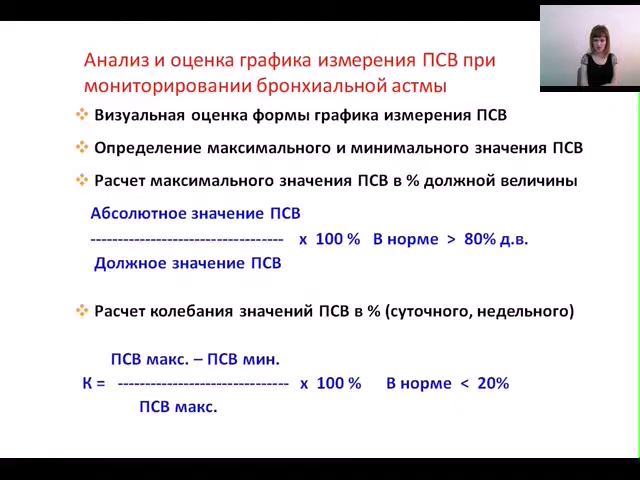 Анализ и оценка графика измерения ПСВ при
мониторировании бронхиальной астмы
Визуальная оценка формы графика измерения ПСВ
Определение максимального и минимального значения ПСВ
Расчет максимального значения ПСВ в % должной величины
Абсолютное значение ПСВ
----------------------------------- х 100 % В норме > 80% д.в.
Должное значение ПСВ
Расчет колебания значений ПСВ в % (суточного, недельного)
ПСВ макс. – ПСВ мин.
К = ------------------------------- х 100 % В норме < 20%
ПСВ макс.